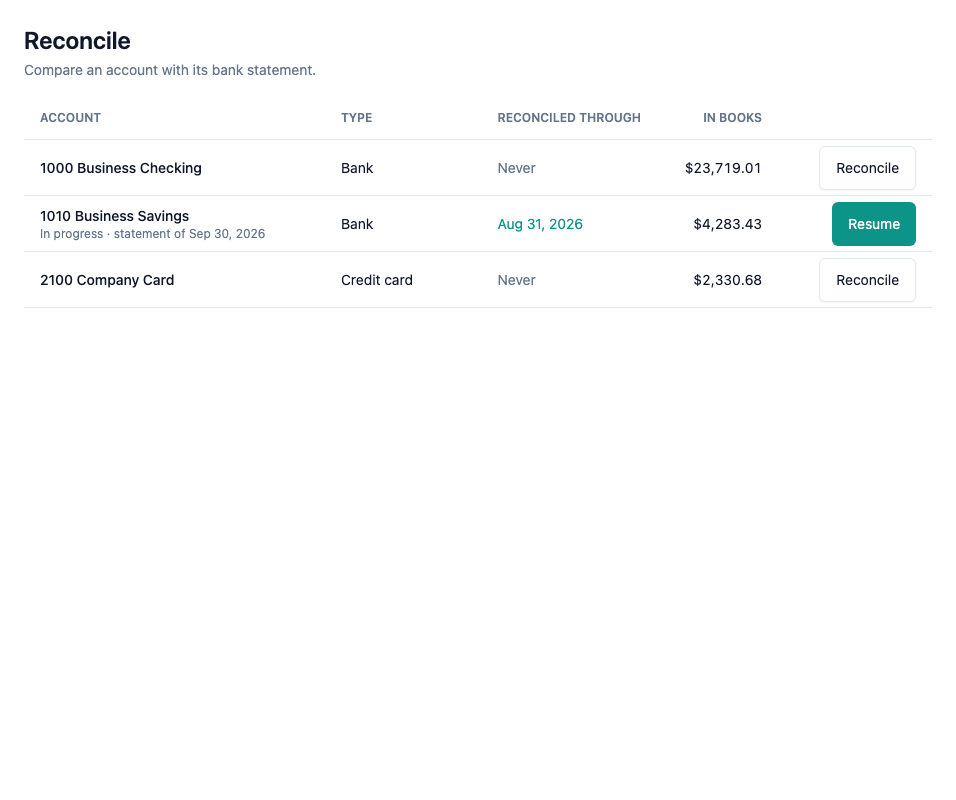 Reconcile
Compare an account with its bank statement.
ACCOUNT TYPE RECONCILED THROUGH IN BOOKS
1000 Business Checking Bank Never $23,719.01 Reconcile
1010 Business Savings Bank Aug 31, 2026 $4,283.43 Resume
In progress · statement of Sep 30, 2026
2100 Company Card Credit card Never $2,330.68 Reconcile